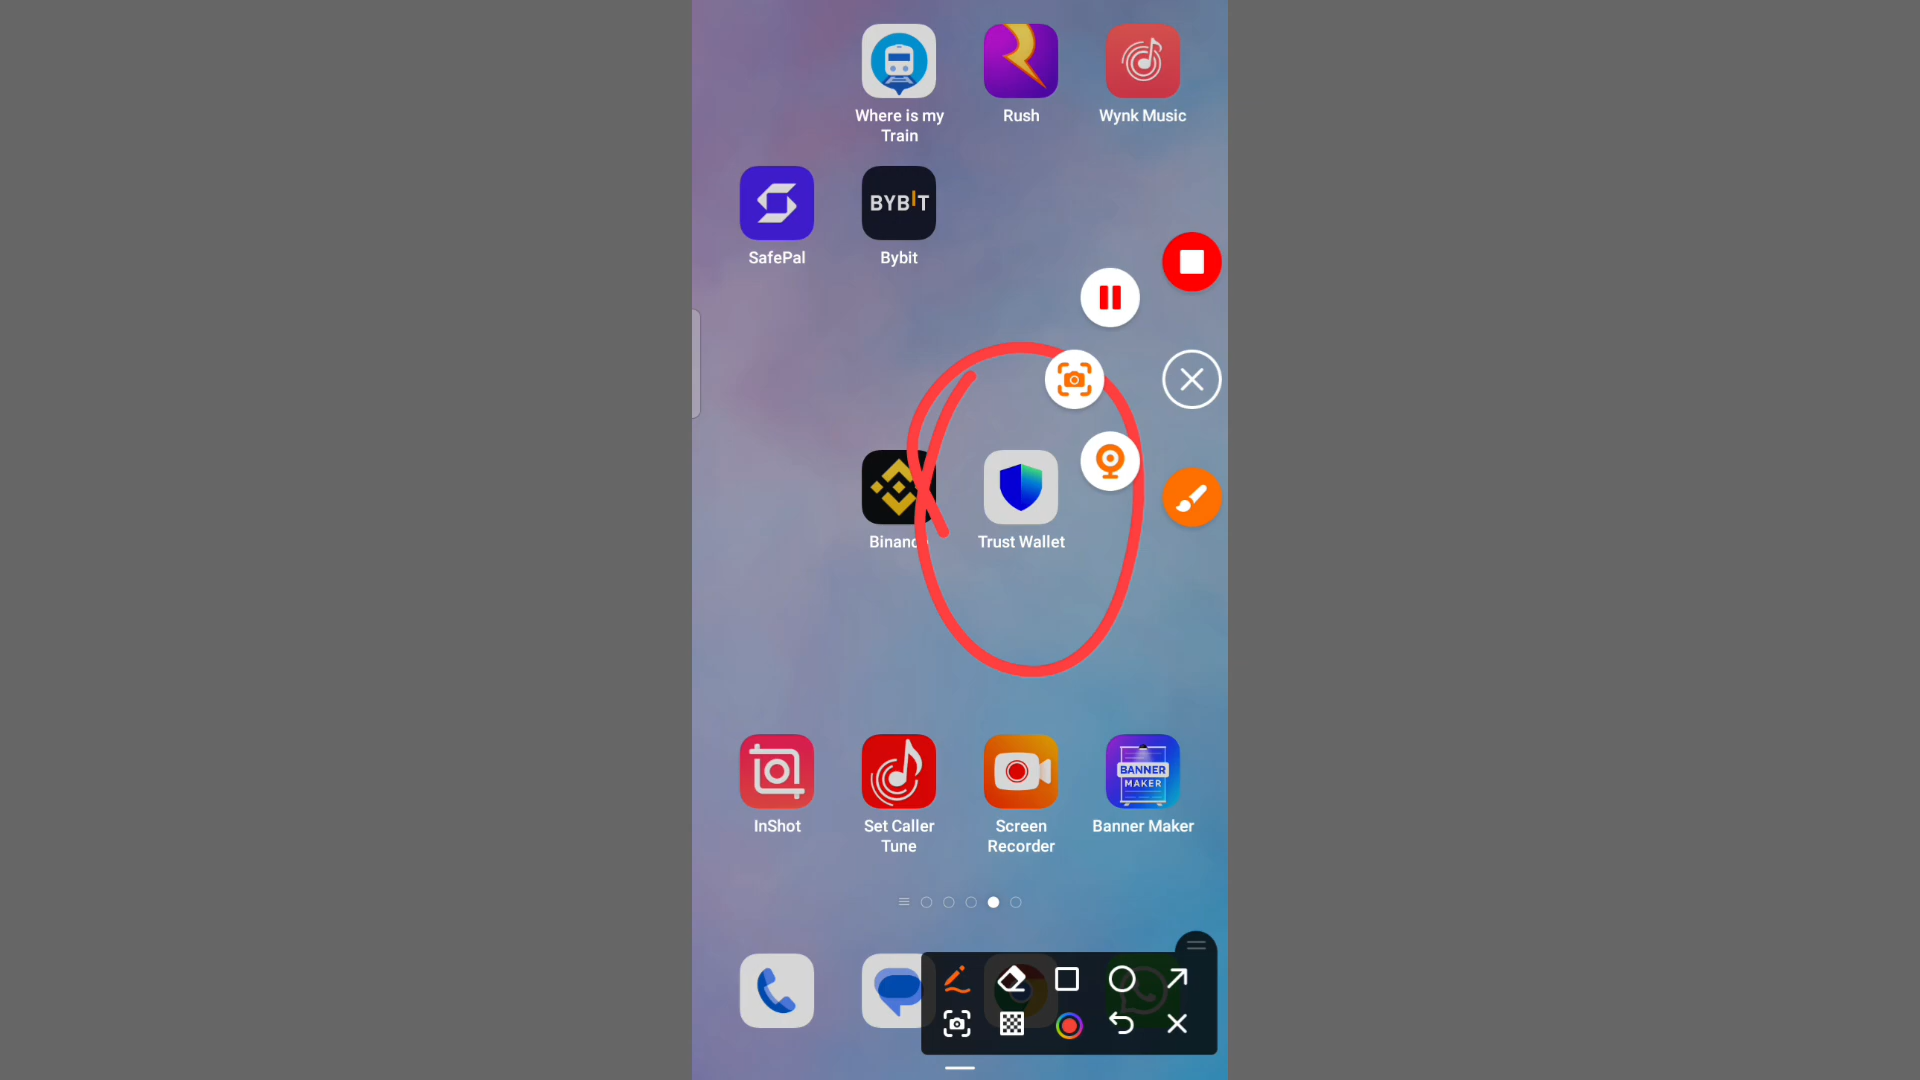 Where is my
Train
Rush
Wynk Music
BYBIT
SafePal
Bybit
Binanc
Trust Wallet
BANNER
MAKER
InShot
Set Caller
Tune
Screen
Recorder
Banner Maker